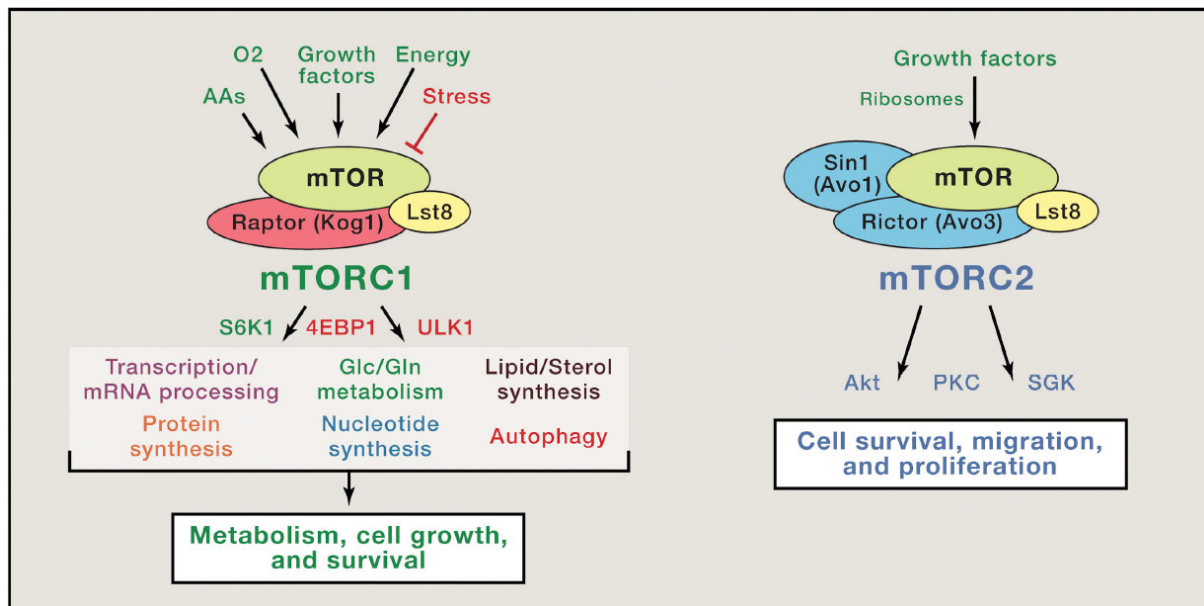 O2
Growth
factors
Energy
AAs
Stress
mTOR
Raptor (Kog1)
Lst8
mTORC1
S6K1
4EBP1
ULK1
Transcription/
mRNA processing
Glc/Gln
metabolism
Lipid/Sterol
synthesis
Protein
synthesis
Nucleotide
synthesis
Autophagy
Metabolism, cell growth,
and survival
Growth factors
Ribosomes
Sin1
(Avo1)
mTOR
Rictor (Avo3)
Lst8
mTORC2
Akt
PKC
SGK
Cell survival, migration,
and proliferation